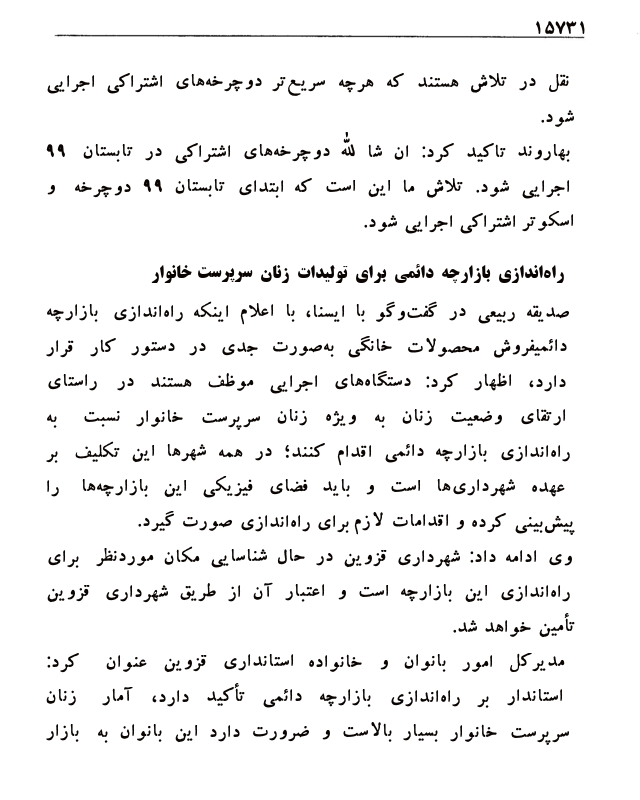 ۱۵۷۳۱
نقل در تلاش هستند که هرچه سریع‌تر دوچرخه‌های اشتراکی اجرایی
شود.
بهاروند تاکید کرد: ان شا لله دوچرخه‌های اشتراکی در تابستان ۹۹
اجرایی شود. تلاش ما این است که ابتدای تابستان ۹۹ دوچرخه و
اسکوتر اشتراکی اجرایی شود.
راه‌اندازی بازارچه دائمی برای تولیدات زنان سرپرست خانوار
صدیقه ربیعی در گفت‌وگو با ایسنا، با اعلام اینکه راه‌اندازی بازارچه
دائمیفروش محصولات خانگی به‌صورت جدی در دستور کار قرار
دارد، اظهار کرد: دستگاه‌های اجرایی موظف هستند در راستای
ارتقای وضعیت زنان به ویژه زنان سرپرست خانوار نسبت به
راه‌اندازی بازارچه دائمی اقدام کنند؛ در همه شهرها این تکلیف بر
عهده شهرداری‌ها است و باید فضای فیزیکی این بازارچه‌ها را
پیش‌بینی کرده و اقدامات لازم برای راه‌اندازی صورت گیرد.
وی ادامه داد: شهرداری قزوین در حال شناسایی مکان موردنظر برای
راه‌اندازی این بازارچه است و اعتبار آن از طریق شهرداری قزوین
تأمین خواهد شد.
مدیرکل امور بانوان و خانواده استانداری قزوین عنوان کرد:
استاندار بر راه‌اندازی بازارچه دائمی تأکید دارد، آمار زنان
سرپرست خانوار بسیار بالاست و ضرورت دارد این بانوان به بازار